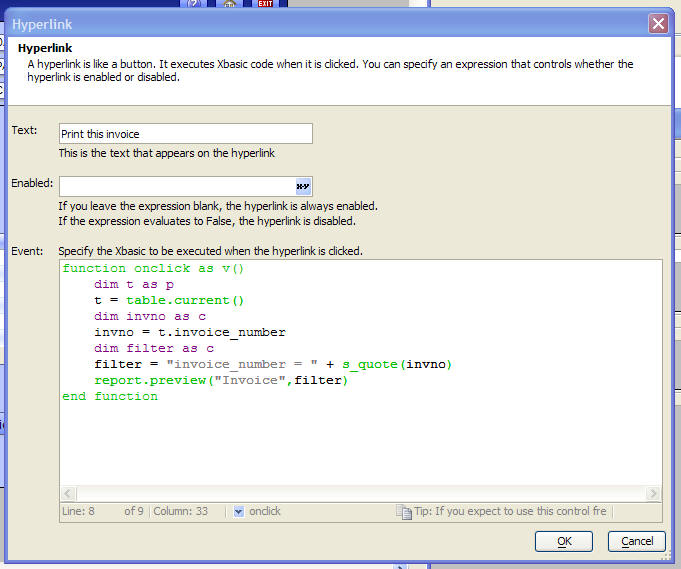 EXIT
Hyperlink
Hyperlink
A hyperlink is like a button. It executes Xbasic code when it is clicked. You can specify an expression that controls whether the
hyperlink is enabled or disabled.
Text: Print this invoice
This is the text that appears on the hyperlink
Enabled: x-y
If you leave the expression blank, the hyperlink is always enabled.
If the expression evaluates to False, the hyperlink is disabled.
Event: Specify the Xbasic to be executed when the hyperlink is clicked.
function onclick as v()
dim t as p
t = table.current()
dim invno as c
invno = t.invoice_number
dim filter as c
filter = "invoice_number = " + s_quote(invno)
report.preview("Invoice",filter)
end function
Line: 8 of 9 Column: 33 onclick Tip: If you expect to use this control fre
OK Cancel